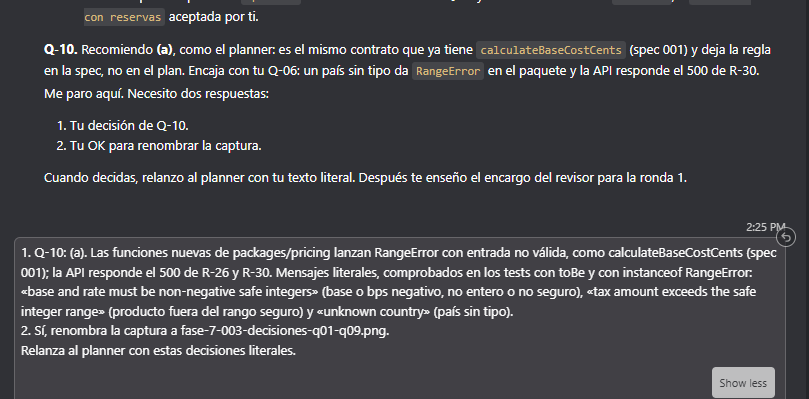 con reservas aceptada por ti.
Q-10. Recomiendo (a), como el planner: es el mismo contrato que ya tiene calculateBaseCostCents (spec 001) y deja la regla
en la spec, no en el plan. Encaja con tu Q-06: un país sin tipo da RangeError en el paquete y la API responde el 500 de R-30.
Me paro aquí. Necesito dos respuestas:
1. Tu decisión de Q-10.
2. Tu OK para renombrar la captura.
Cuando decidas, relanzo al planner con tu texto literal. Después te enseño el encargo del revisor para la ronda 1.
2:25 PM
1. Q-10: (a). Las funciones nuevas de packages/pricing lanzan RangeError con entrada no válida, como calculateBaseCostCents (spec
001); la API responde el 500 de R-26 y R-30. Mensajes literales, comprobados en los tests con toBe y con instanceof RangeError:
«base and rate must be non-negative safe integers» (base o bps negativo, no entero o no seguro), «tax amount exceeds the safe
integer range» (producto fuera del rango seguro) y «unknown country» (país sin tipo).
2. Sí, renombra la captura a fase-7-003-decisiones-q01-q09.png.
Relanza al planner con estas decisiones literales.
Show less